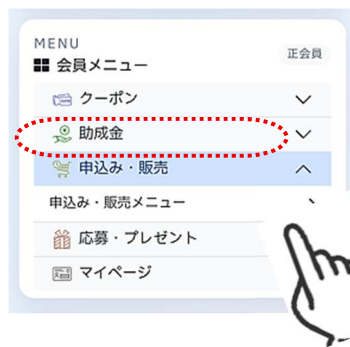 MENU
正会員
会員メニュー
クーポン
助成金
申込み・販売
申込み・販売メニュー
応募・プレゼント
マイページ